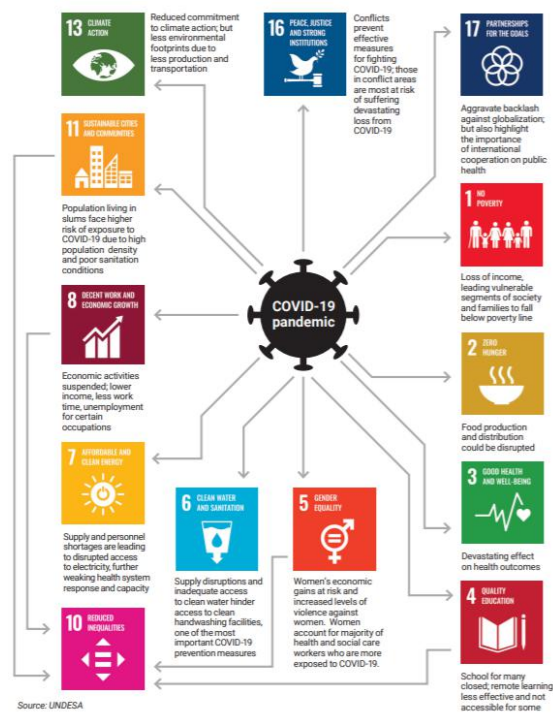 13 CLIMATE
ACTION
Reduced commitment
to climate action; but
less environmental
footprints due to
less production and
transportation
16 PEACE, JUSTICE
AND STRONG
INSTITUTIONS
Conflicts
prevent
effective
measures
for fighting
COVID-19; those
in conflict areas
are most at risk
of suffering
devastating
loss from
COVID-19
17 PARTNERSHIPS
FOR THE GOALS
Aggravate backlash
against globalization;
but also highlight
the importance
of international
cooperation on public
health
11 SUSTAINABLE CITIES
AND COMMUNITIES
Population living in
slums face higher
risk of exposure to
COVID-19 due to high
population density
and poor sanitation
conditions
1 NO
POVERTY
Loss of income,
leading vulnerable
segments of society
and families to fall
below poverty line
COVID-19
pandemic
8 DECENT WORK AND
ECONOMIC GROWTH
Economic activities
suspended; lower
income, less work
time, unemployment
for certain
occupations
2 ZERO
HUNGER
Food production
and distribution
could be disrupted
7 AFFORDABLE AND
CLEAN ENERGY
Supply and personnel
shortages are leading
to disrupted access
to electricity, further
weaking health system
response and capacity
6 CLEAN WATER
AND SANITATION
Supply disruptions and
inadequate access
to clean water hinder
access to clean
handwashing facilities,
one of the most
important COVID-19
prevention measures
5 GENDER
EQUALITY
Women's economic
gains at risk and
increased levels of
violence against
women. Women
account for majority of
health and social care
workers who are more
exposed to COVID-19.
3 GOOD HEALTH
AND WELL-BEING
Devastating effect
on health outcomes
4 QUALITY
EDUCATION
School for many
closed; remote learning
less effective and not
accessible for some
10 REDUCED
INEQUALITIES
Source: UNDESA